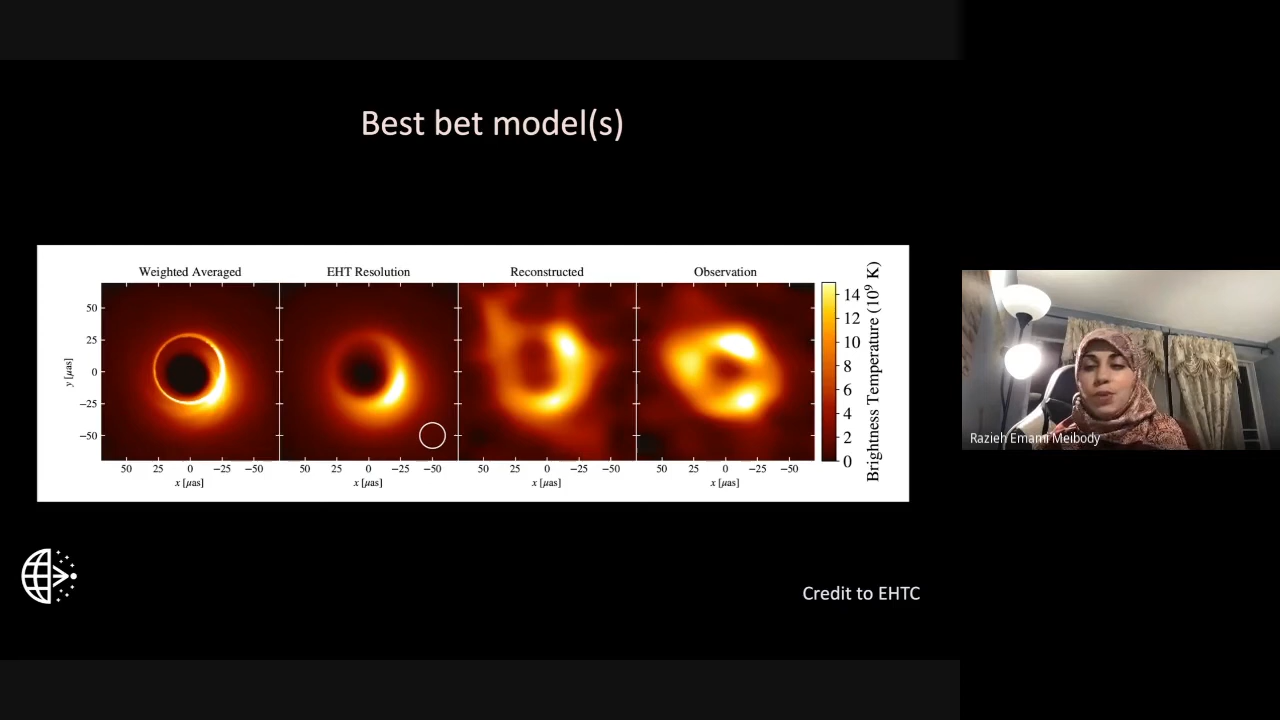 Best bet model(s)
Weighted Averaged
EHT Resolution
Reconstructed
Observation
50
25
0
−25
−50
y [μas]
50 25 0 −25 −50
x [μas]
50 25 0 −25 −50
x [μas]
50 25 0 −25 −50
x [μas]
50 25 0 −25 −50
x [μas]
14
12
10
8
6
4
2
0
Brightness Temperature (10⁹ K)
Razieh Emami Meibody
Credit to EHTC